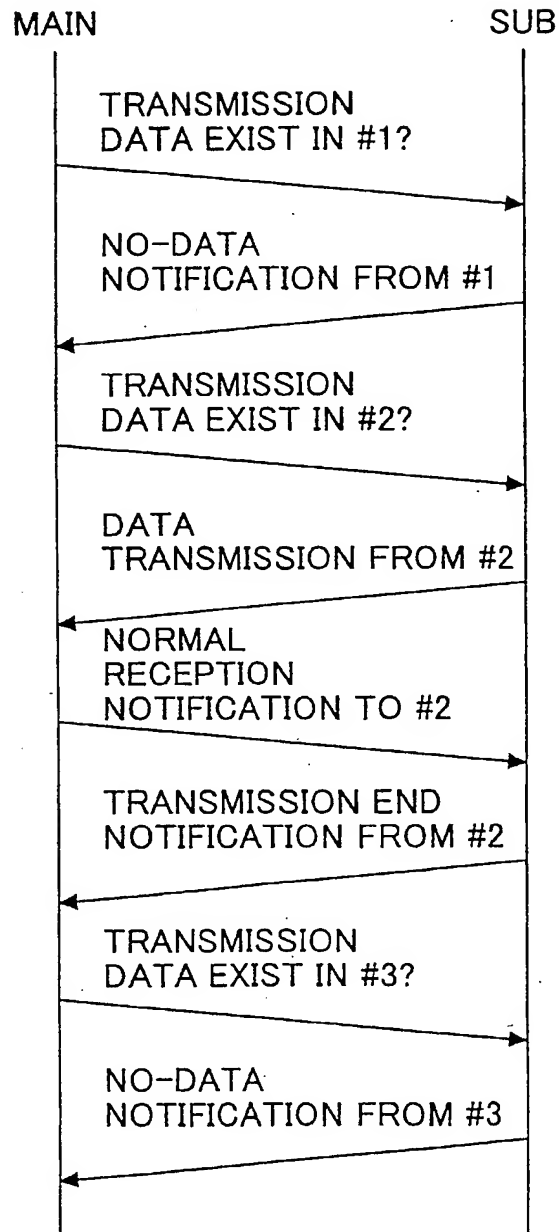 MAIN
SUB
TRANSMISSION
DATA EXIST IN #1?
NO-DATA
NOTIFICATION FROM #1
TRANSMISSION
DATA EXIST IN #2?
DATA
TRANSMISSION FROM #2
NORMAL
RECEPTION
NOTIFICATION TO #2
TRANSMISSION END
NOTIFICATION FROM #2
TRANSMISSION
DATA EXIST IN #3?
NO-DATA
NOTIFICATION FROM #3